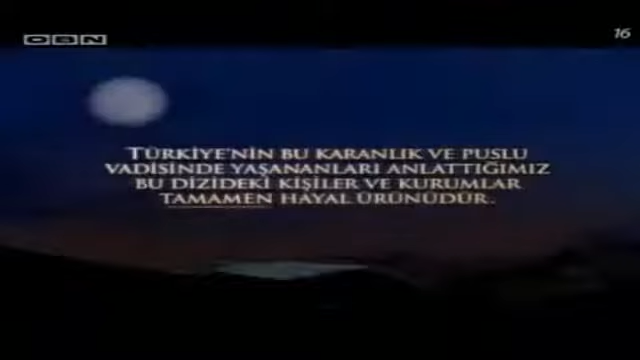 OBN
16
TÜRKİYE'NİN BU KARANLIK VE PUSLU
VADİSİNDE YAŞANANLARI ANLATTIĞIMIZ
BU DİZİDEKİ KİŞİLER VE KURUMLAR
TAMAMEN HAYAL ÜRÜNÜDÜR.